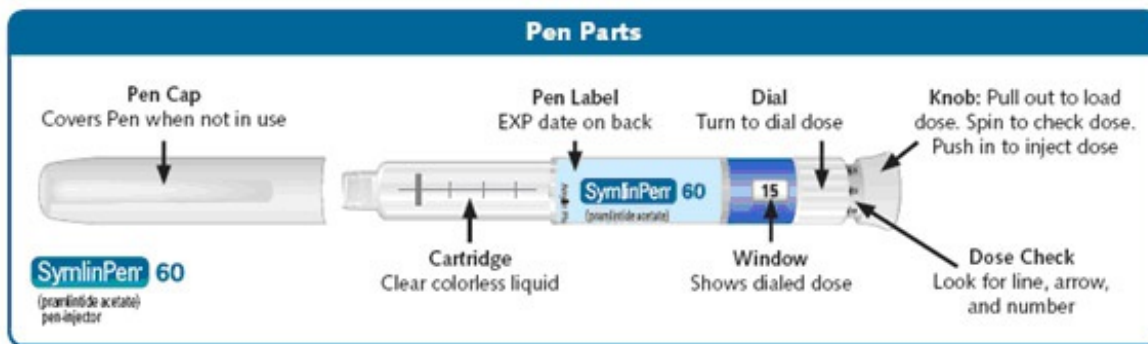 Pen Parts
Pen Cap
Covers Pen when not in use
Pen Label
EXP date on back
Dial
Turn to dial dose
Knob: Pull out to load
dose. Spin to check dose.
Push in to inject dose
SymlinPen 60
(pramlintide acetate)
15
Cartridge
Clear colorless liquid
Window
Shows dialed dose
Dose Check
Look for line, arrow,
and number
SymlinPen 60
(pramlintide acetate)
pen-injector